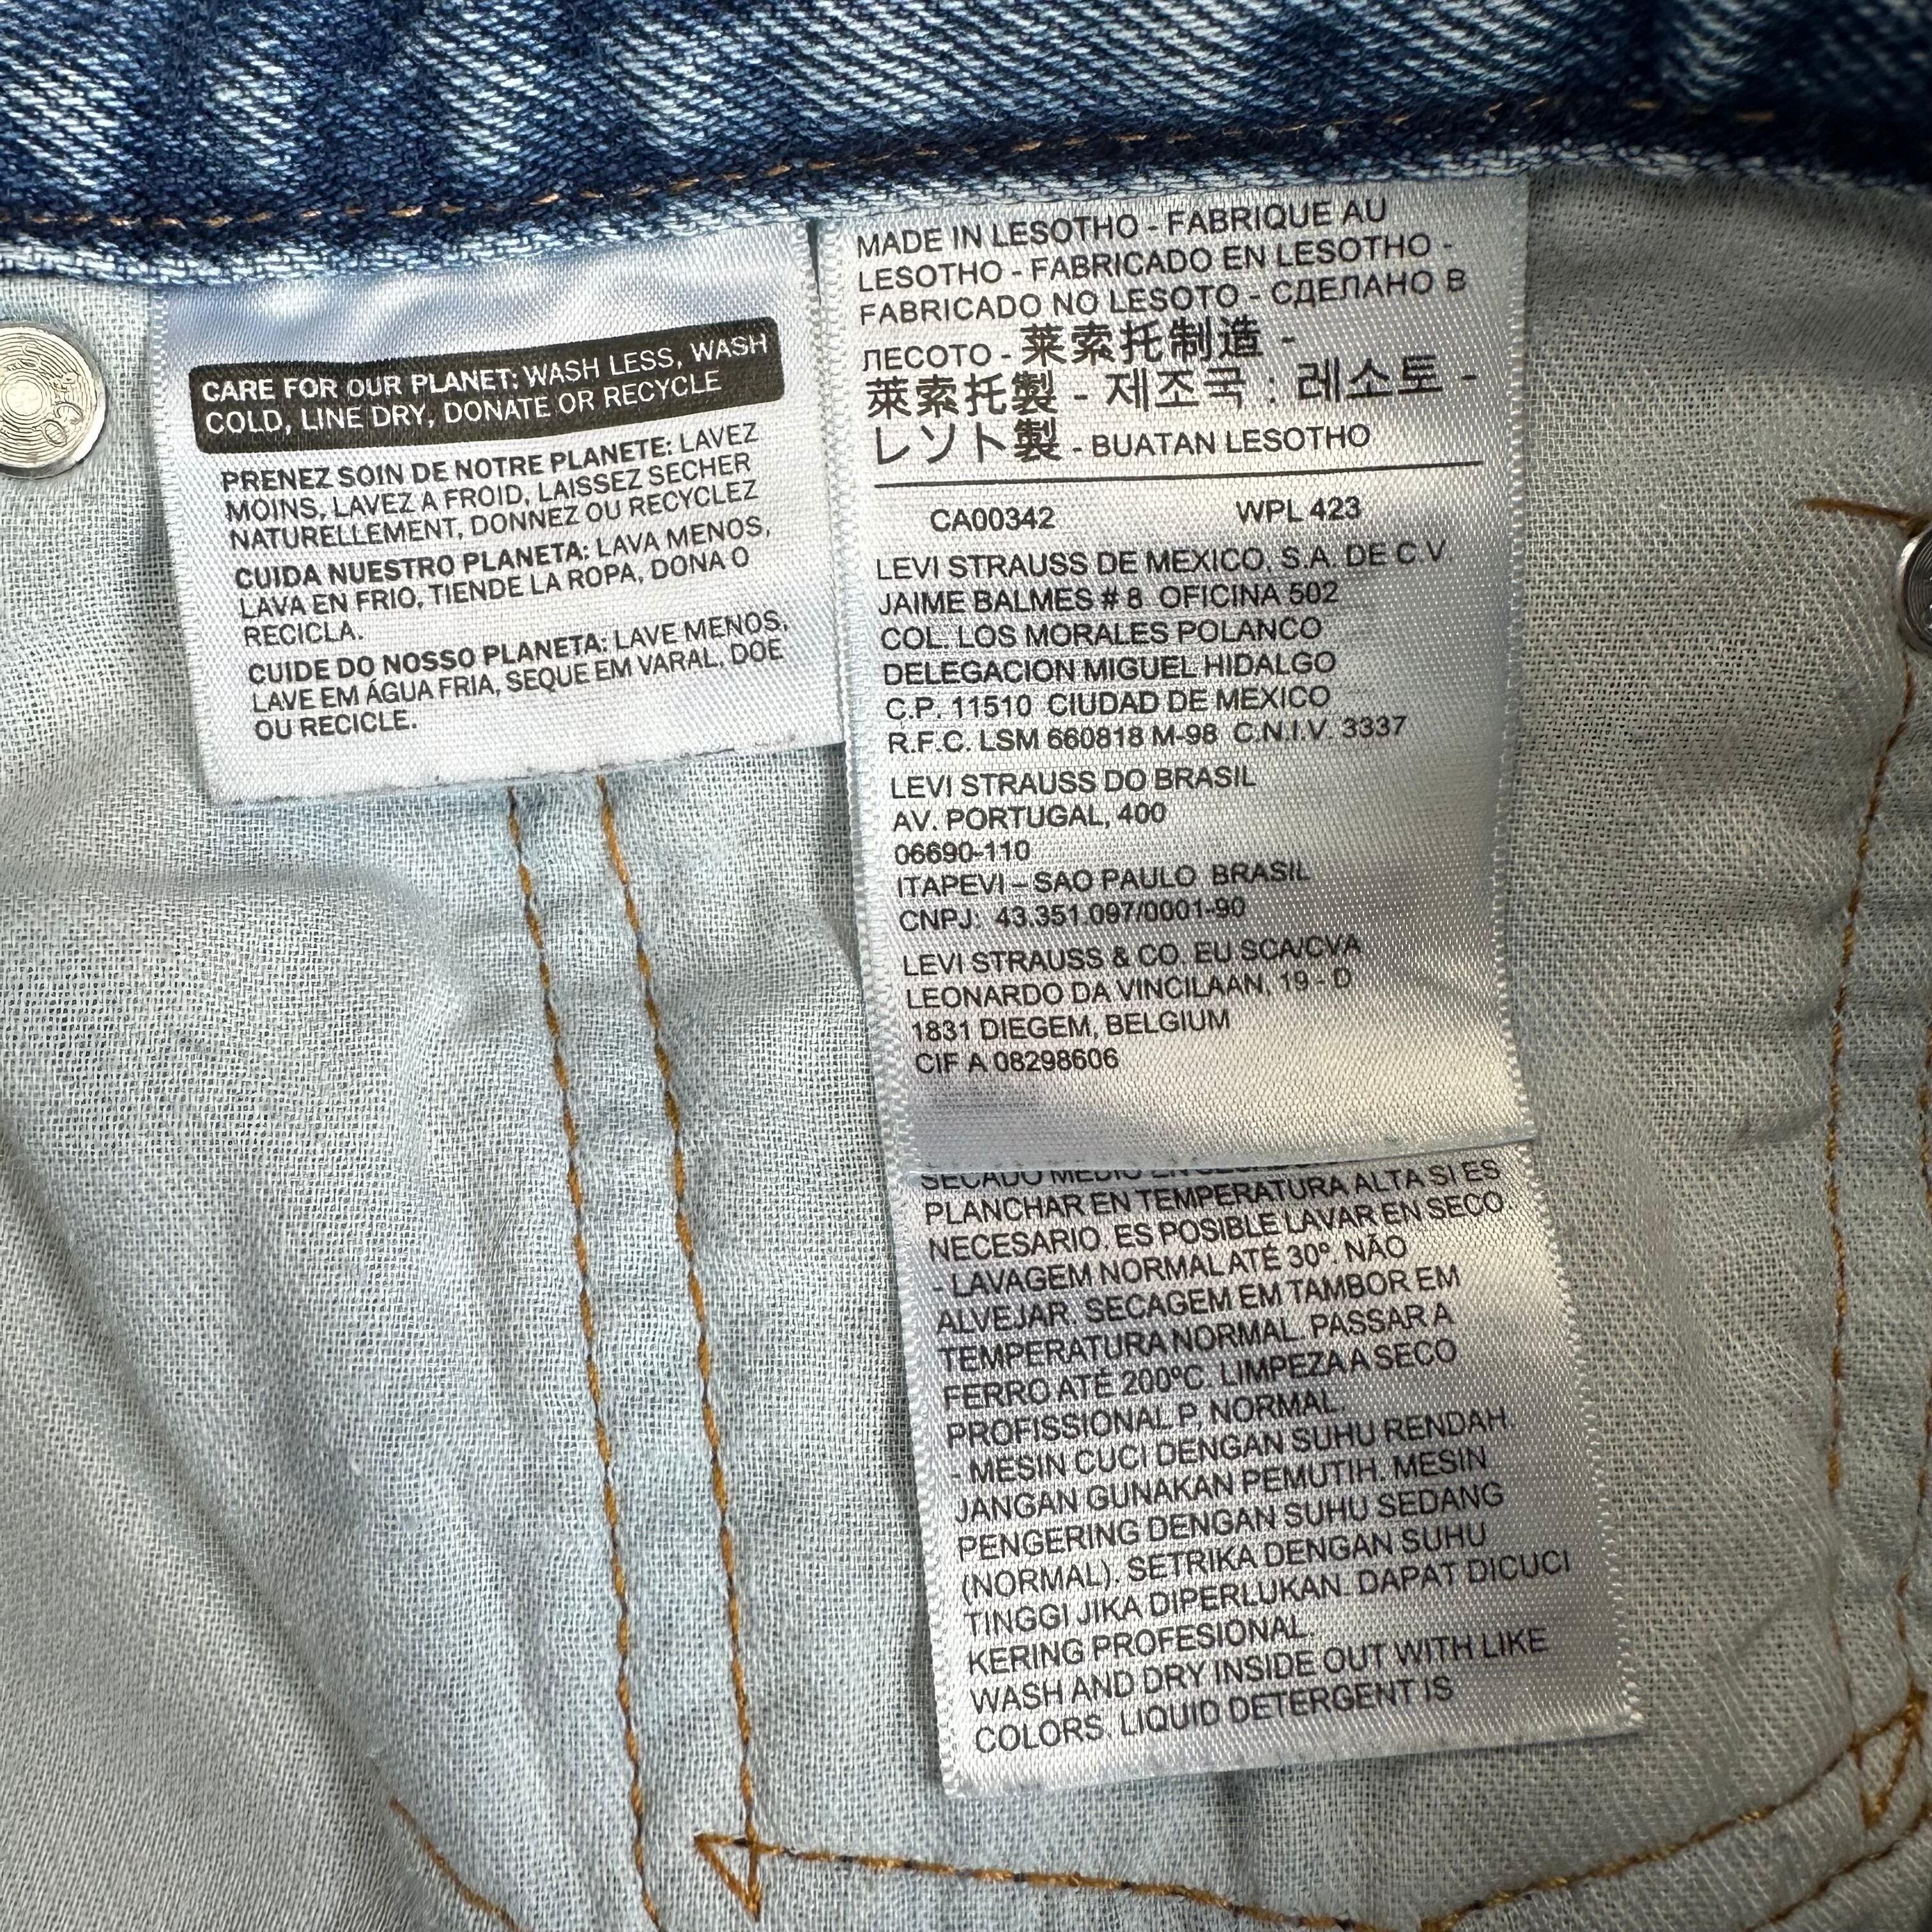 CARE FOR OUR PLANET: WASH LESS, WASH
COLD, LINE DRY, DONATE OR RECYCLE
PRENEZ SOIN DE NOTRE PLANETE: LAVEZ
MOINS, LAVEZ A FROID, LAISSEZ SECHER
NATURELLEMENT, DONNEZ OU RECYCLEZ
CUIDA NUESTRO PLANETA: LAVA MENOS,
LAVA EN FRIO, TIENDE LA ROPA, DONA O
RECICLA.
CUIDE DO NOSSO PLANETA: LAVE MENOS,
LAVE EM ÁGUA FRIA, SEQUE EM VARAL, DOE
OU RECICLE.
MADE IN LESOTHO - FABRIQUE AU
LESOTHO - FABRICADO EN LESOTHO -
FABRICADO NO LESOTO - СДЕЛАНО В
ЛЕСОТО - 莱索托制造 -
萊索托製 - 제조국 : 레소토 -
レソト製 - BUATAN LESOTHO
CA00342 WPL 423
LEVI STRAUSS DE MEXICO, S.A. DE C.V.
JAIME BALMES # 8 OFICINA 502
COL. LOS MORALES POLANCO
DELEGACION MIGUEL HIDALGO
C.P. 11510 CIUDAD DE MEXICO
R.F.C. LSM 660818 M-98 C.N.I.V. 3337
LEVI STRAUSS DO BRASIL
AV. PORTUGAL, 400
06690-110
ITAPEVI – SAO PAULO BRASIL
CNPJ: 43.351.097/0001-90
LEVI STRAUSS & CO. EU SCA/CVA
LEONARDO DA VINCILAAN, 19 - D
1831 DIEGEM, BELGIUM
CIF A 08298606
SECADO MEDIO
PLANCHAR EN TEMPERATURA ALTA SI ES
NECESARIO. ES POSIBLE LAVAR EN SECO
- LAVAGEM NORMAL ATÉ 30º. NÃO
ALVEJAR. SECAGEM EM TAMBOR EM
TEMPERATURA NORMAL. PASSAR A
FERRO ATÉ 200ºC. LIMPEZA A SECO
PROFISSIONAL P, NORMAL.
- MESIN CUCI DENGAN SUHU RENDAH.
JANGAN GUNAKAN PEMUTIH. MESIN
PENGERING DENGAN SUHU SEDANG
(NORMAL). SETRIKA DENGAN SUHU
TINGGI JIKA DIPERLUKAN. DAPAT DICUCI
KERING PROFESIONAL.
WASH AND DRY INSIDE OUT WITH LIKE
COLORS. LIQUID DETERGENT IS